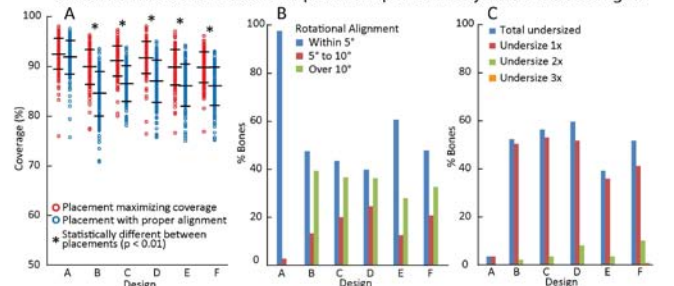 A
100
90
80
70
60
50
Coverage (%)
Placement maximizing coverage
Placement with proper alignment
* Statistically different between
placements (p < 0.01)
A B C D E F
Design
B
100
80
60
40
20
0
% Bones
Rotational Alignment
Within 5°
5° to 10°
Over 10°
A B C D E F
Design
C
100
80
60
40
20
0
% Bones
Total undersized
Undersize 1x
Undersize 2x
Undersize 3x
A B C D E F
Design